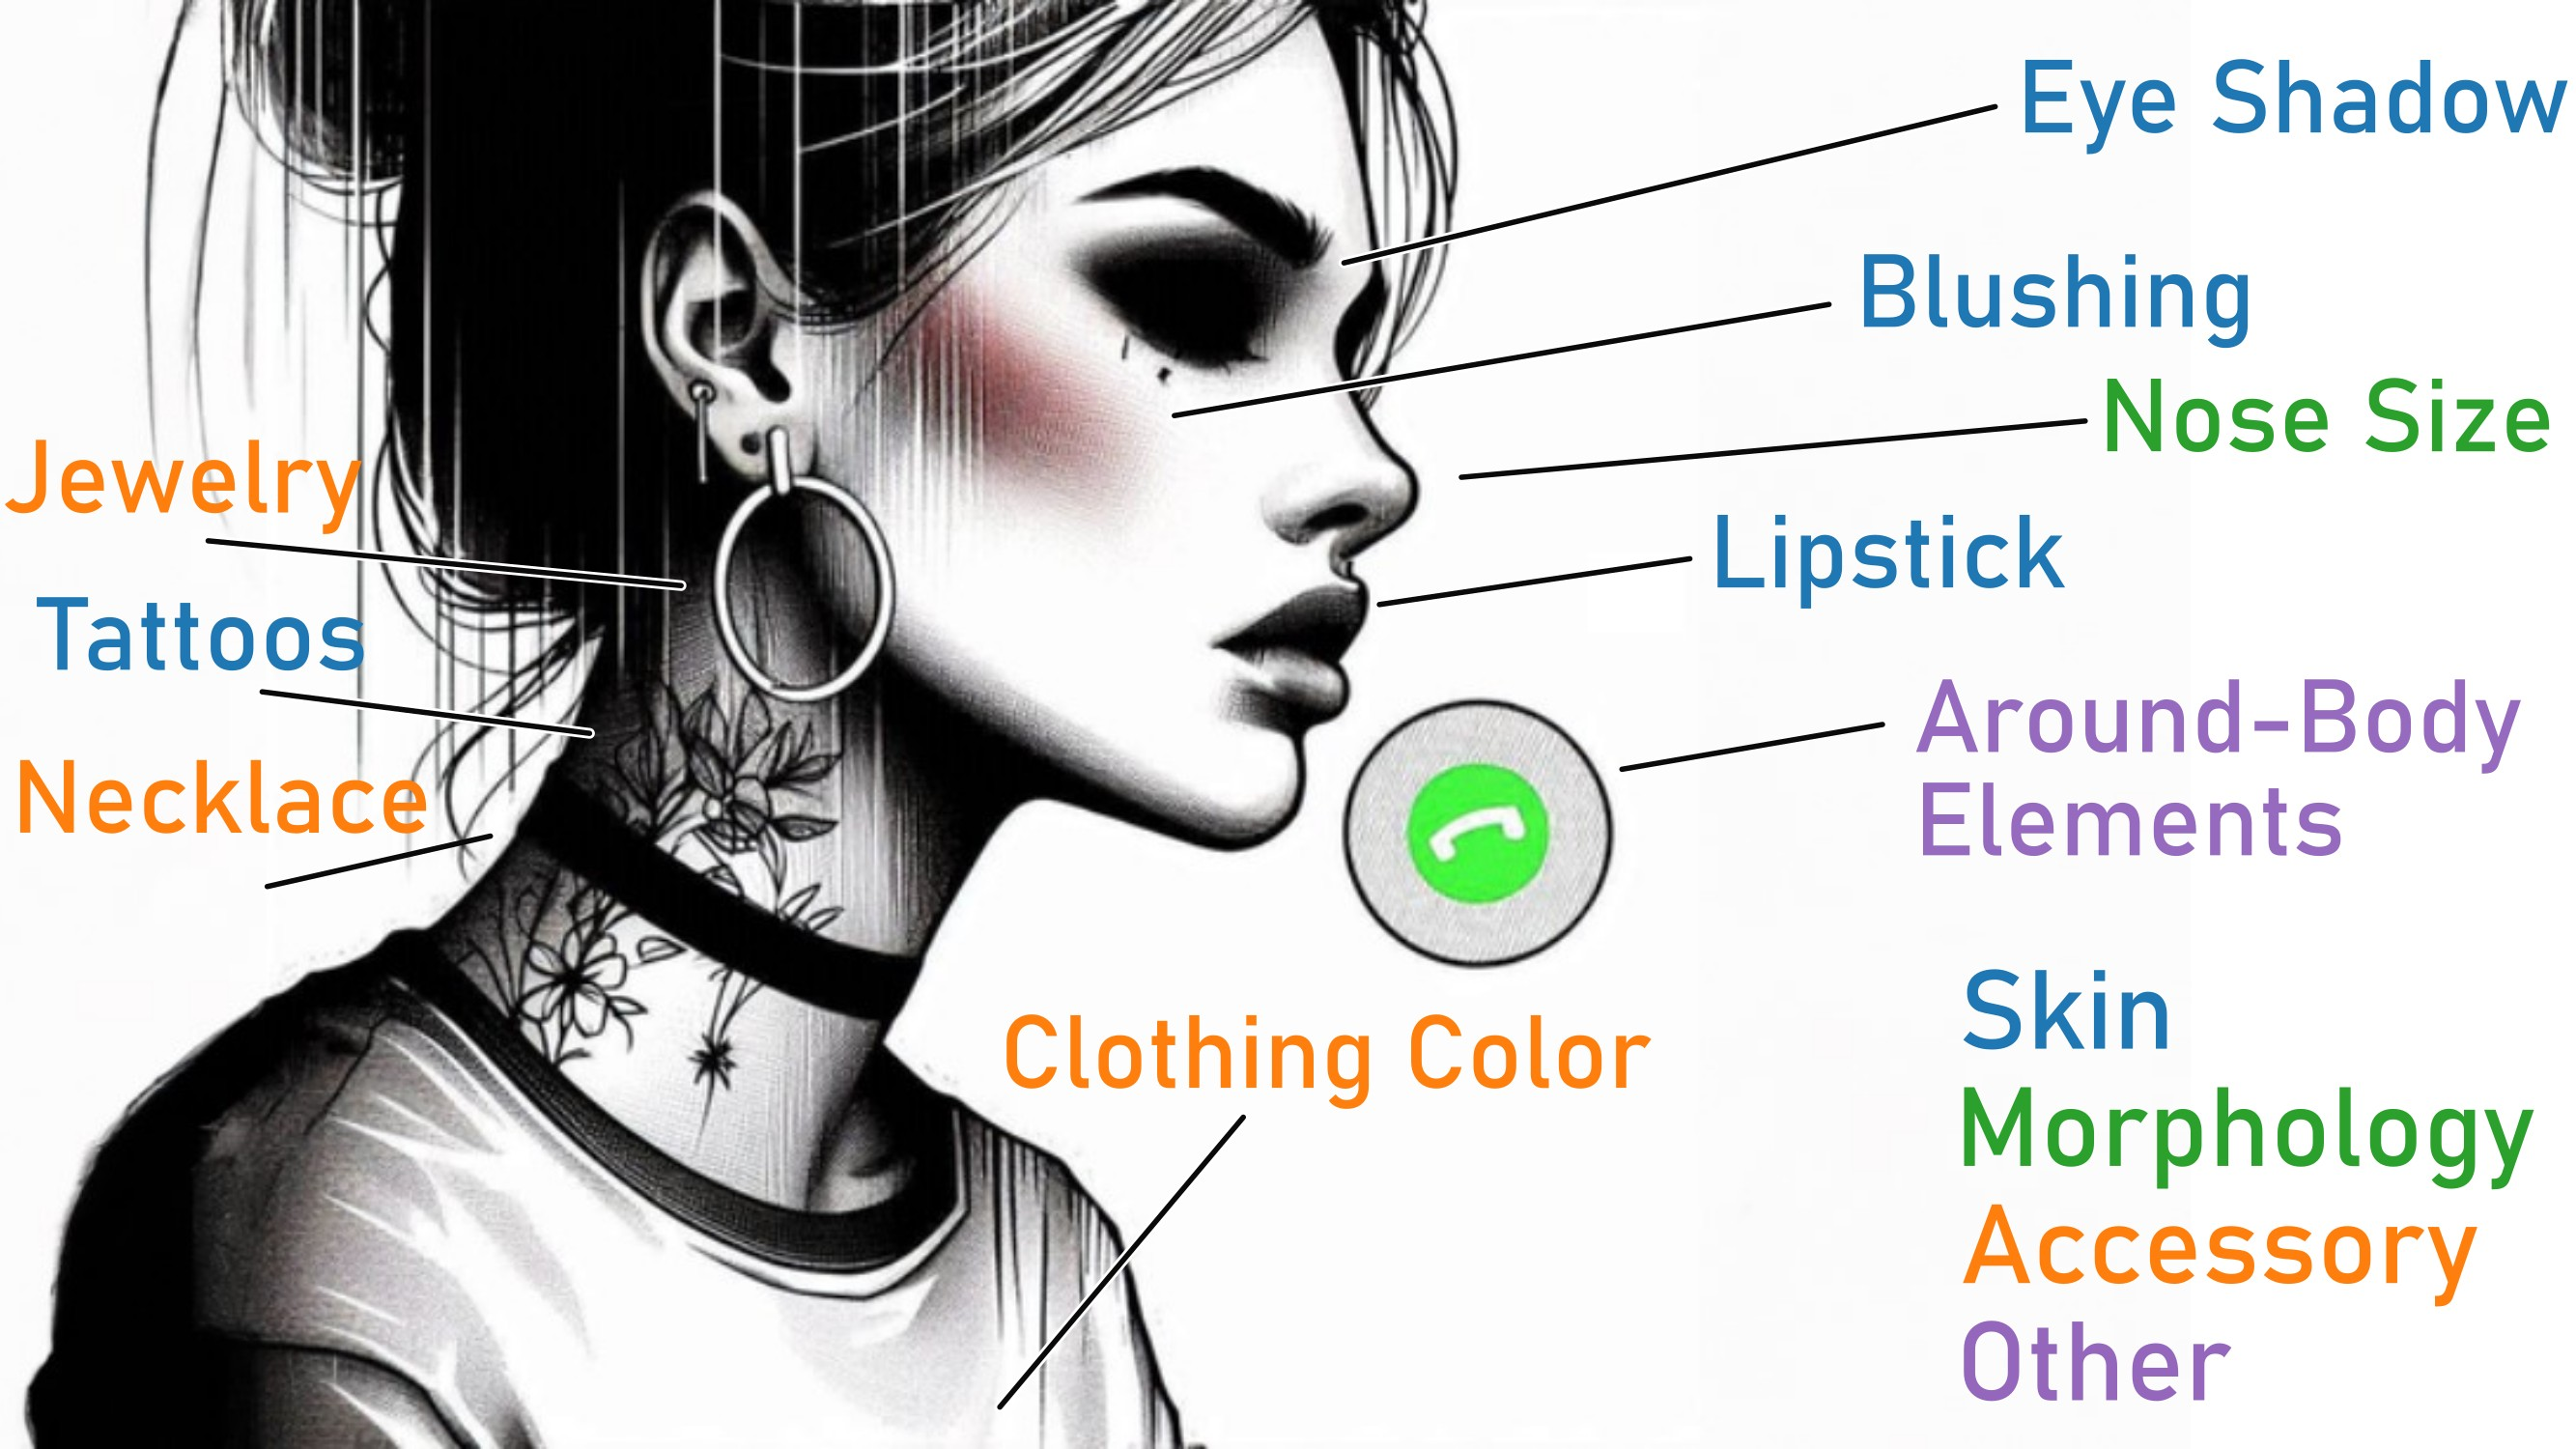 Eye Shadow
Blushing
Nose Size
Jewelry
Lipstick
Tattoos
Around-Body
Elements
Necklace
Clothing Color
Skin
Morphology
Accessory
Other